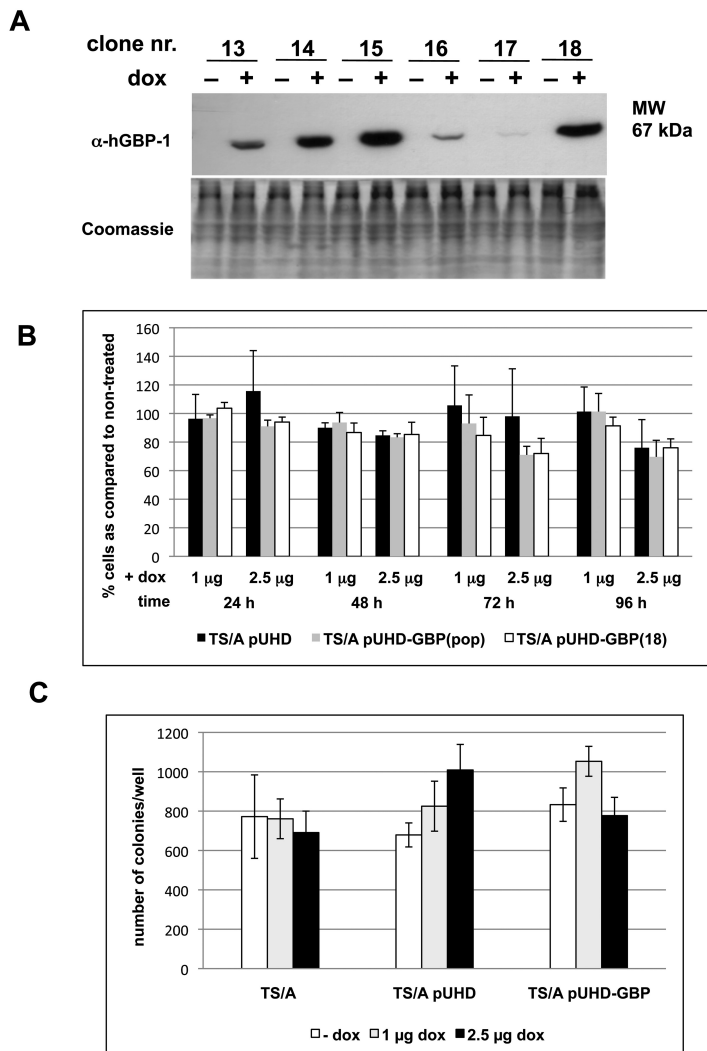 A
clone nr. 13 14 15 16 17 18
dox – + – + – + – + – + – +
α-hGBP-1
MW
67 kDa
Coomassie
B
% cells as compared to non-treated
160
140
120
100
80
60
40
20
0
+ dox 1 µg 2.5 µg 1 µg 2.5 µg 1 µg 2.5 µg 1 µg 2.5 µg
time 24 h 48 h 72 h 96 h
TS/A pUHD TS/A pUHD-GBP(pop) TS/A pUHD-GBP(18)
C
number of colonies/well
1200
1000
800
600
400
200
0
TS/A TS/A pUHD TS/A pUHD-GBP
- dox 1 µg dox 2.5 µg dox